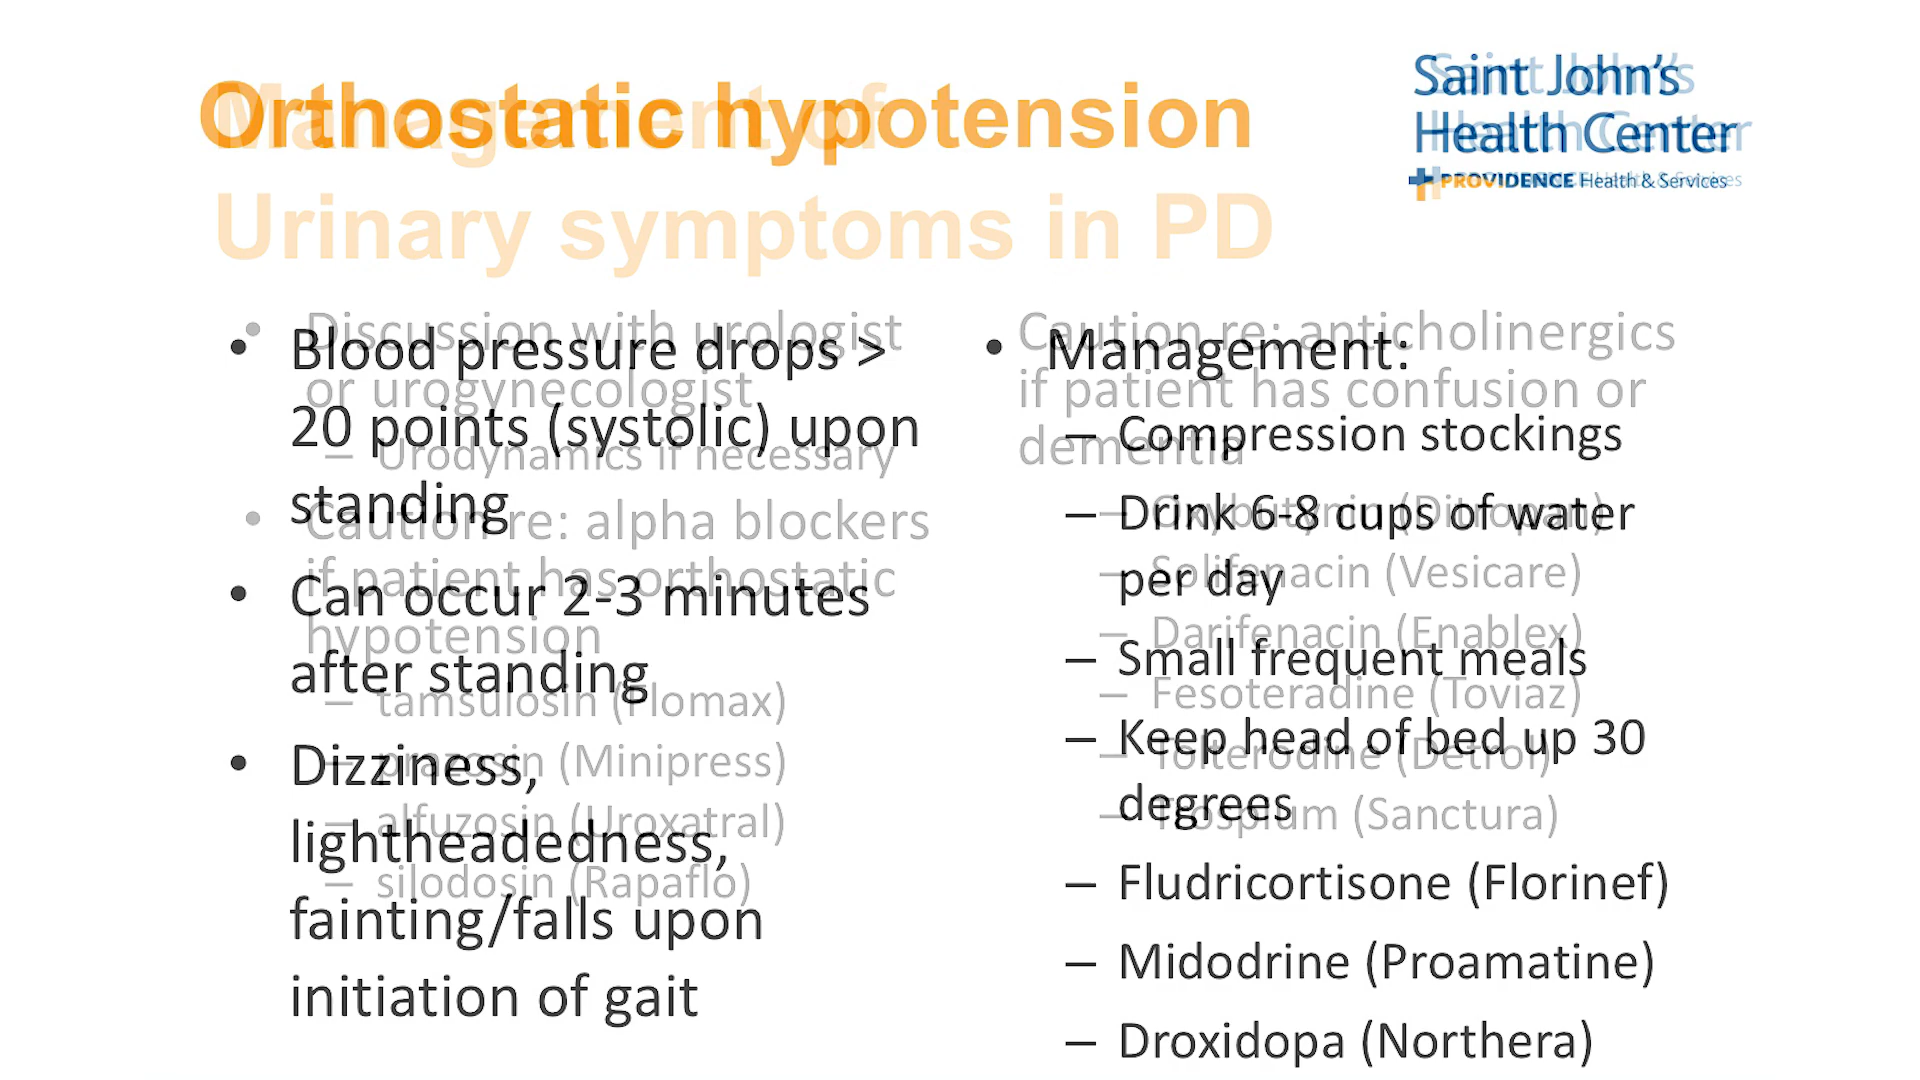 Orthostatic hypotension
Saint John's
Health Center
PROVIDENCE Health & Services
• Blood pressure drops >
20 points (systolic) upon
standing
• Can occur 2-3 minutes
after standing
• Dizziness,
lightheadedness,
fainting/falls upon
initiation of gait
• Management:
– Compression stockings
– Drink 6-8 cups of water
per day
– Small frequent meals
– Keep head of bed up 30
degrees
– Fludricortisone (Florinef)
– Midodrine (Proamatine)
– Droxidopa (Northera)
Management of
Urinary symptoms in PD
• Discussion with urologist
or urogynecologist
– Urodynamics if necessary
• Caution re: alpha blockers
if patient has orthostatic
hypotension
– tamsulosin (Flomax)
– prazosin (Minipress)
– alfuzosin (Uroxatral)
– silodosin (Rapaflo)
Caution re: anticholinergics
if patient has confusion or
dementia
– Oxybutynin (Ditropan)
– Solifenacin (Vesicare)
– Darifenacin (Enablex)
– Fesoteradine (Toviaz)
– Tolterodine (Detrol)
– Trospium (Sanctura)